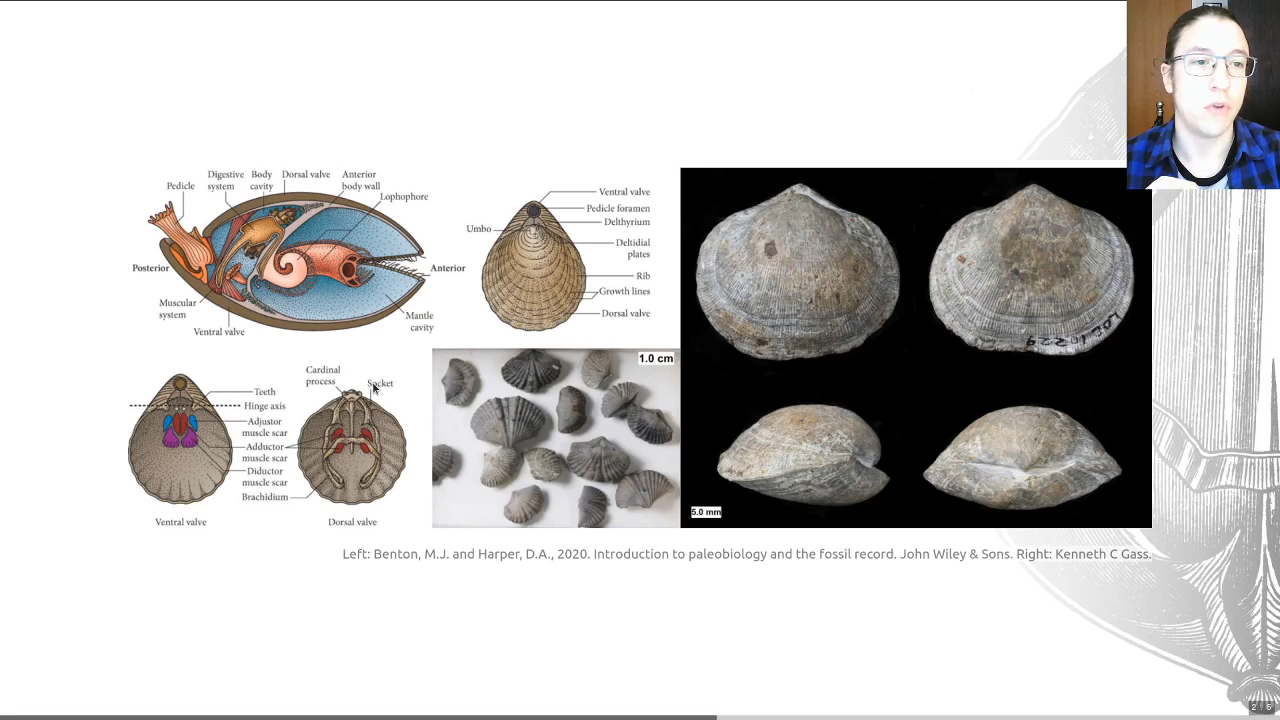 Pedicle
Digestive
system
Body
cavity
Dorsal valve
Anterior
body wall
Lophophore
Posterior
Anterior
Muscular
system
Ventral valve
Mantle
cavity
Ventral valve
Pedicle foramen
Delthyrium
Umbo
Deltidial
plates
Rib
Growth lines
Dorsal valve
Teeth
Hinge axis
Adjustor
muscle scar
Adductor
muscle scar
Diductor
muscle scar
Brachidium
Ventral valve
Cardinal
process
Socket
Dorsal valve
1.0 cm
5.0 mm
Left: Benton, M.J. and Harper, D.A., 2020. Introduction to paleobiology and the fossil record. John Wiley & Sons. Right: Kenneth C Gass.